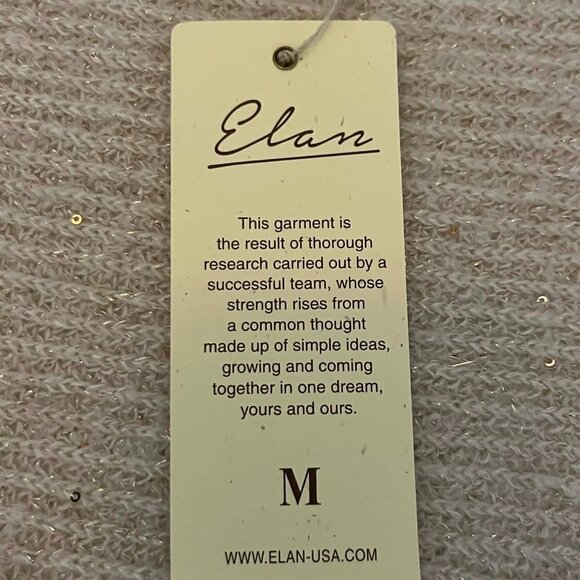 Elan
This garment is
the result of thorough
research carried out by a
successful team, whose
strength rises from
a common thought
made up of simple ideas,
growing and coming
together in one dream,
yours and ours.
M
WWW.ELAN-USA.COM